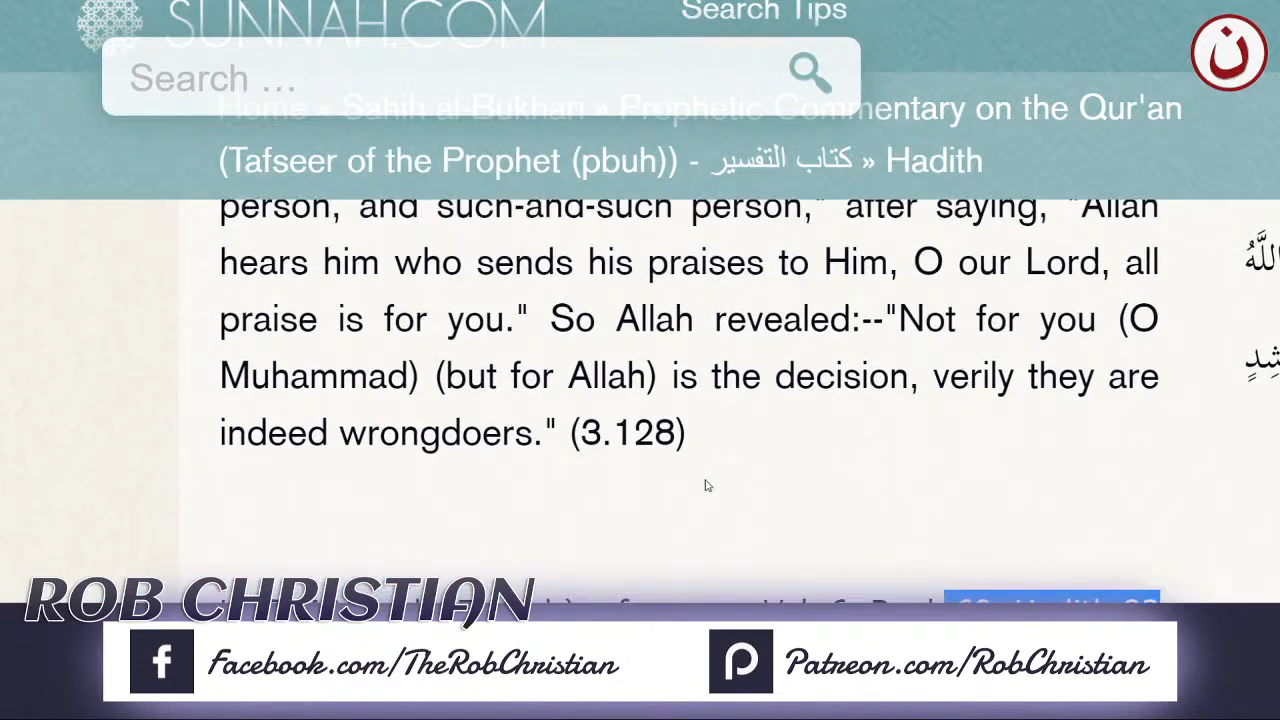 SUNNAH.COM
Search Tips
Search ...
ن
Home » Sahih al-Bukhari » Prophetic Commentary on the Qur'an
(Tafseer of the Prophet (pbuh)) - كتاب التفسير » Hadith
person, and such-and-such person," after saying, "Allah
hears him who sends his praises to Him, O our Lord, all
praise is for you." So Allah revealed:--"Not for you (O
Muhammad) (but for Allah) is the decision, verily they are
indeed wrongdoers." (3.128)
ROB CHRISTIAN
Facebook.com/TheRobChristian
Patreon.com/RobChristian